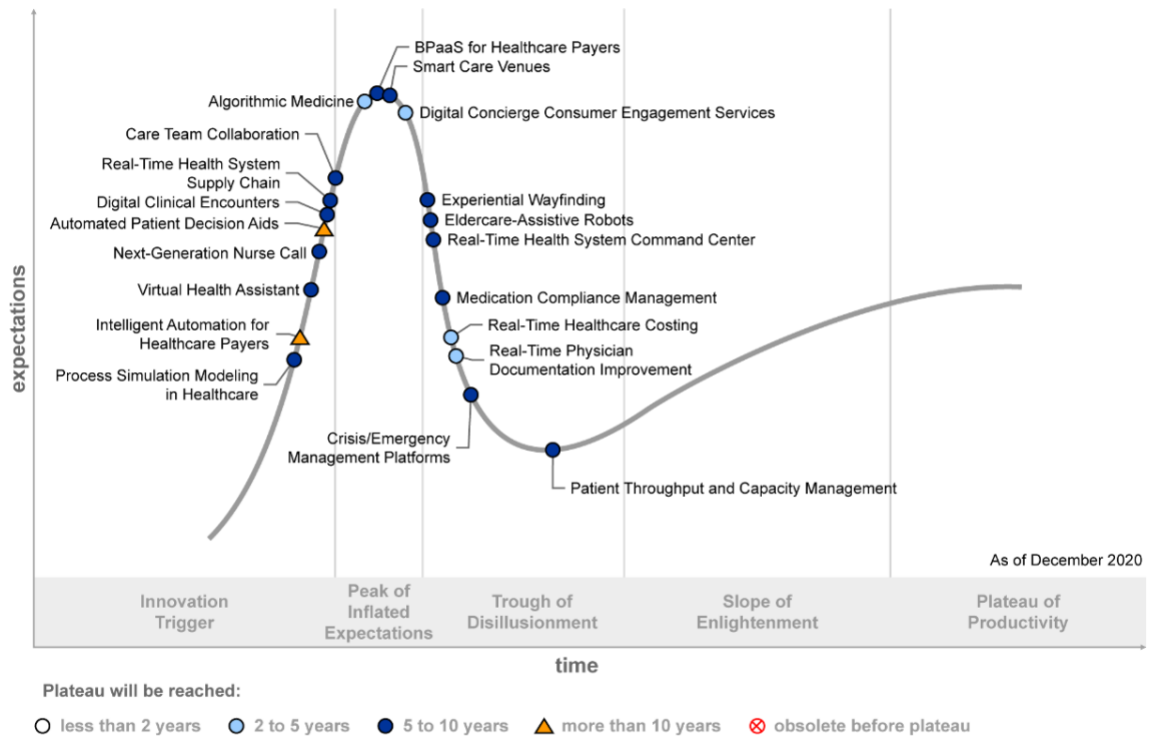 BPaaS for Healthcare Payers
Smart Care Venues
Algorithmic Medicine
Digital Concierge Consumer Engagement Services
Care Team Collaboration
Real-Time Health System
Supply Chain
Digital Clinical Encounters
Automated Patient Decision Aids
Next-Generation Nurse Call
Virtual Health Assistant
Intelligent Automation for
Healthcare Payers
Process Simulation Modeling
in Healthcare
Experiential Wayfinding
Eldercare-Assistive Robots
Real-Time Health System Command Center
Medication Compliance Management
Real-Time Healthcare Costing
Real-Time Physician
Documentation Improvement
Crisis/Emergency
Management Platforms
Patient Throughput and Capacity Management
expectations
As of December 2020
Innovation
Trigger
Peak of
Inflated
Expectations
Trough of
Disillusionment
Slope of
Enlightenment
Plateau of
Productivity
time
Plateau will be reached:
less than 2 years
2 to 5 years
5 to 10 years
more than 10 years
obsolete before plateau